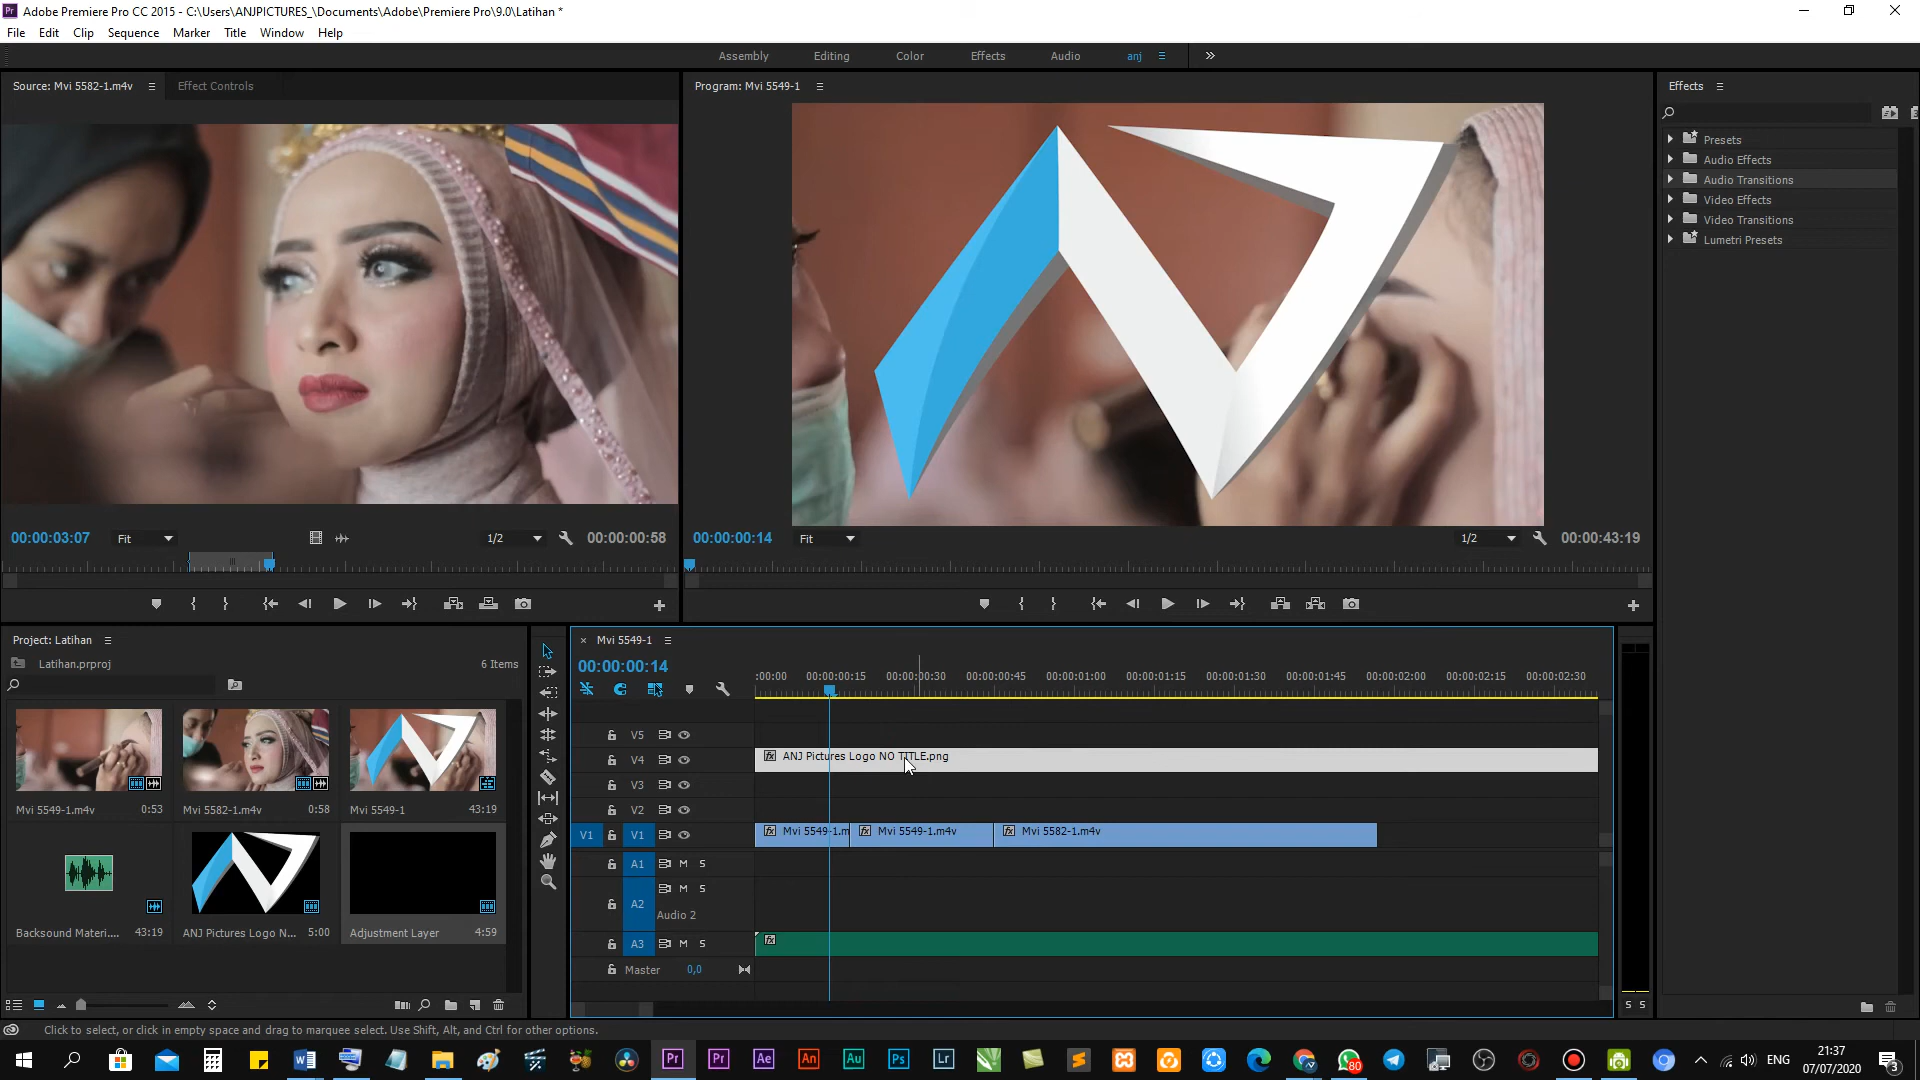 Adobe Premiere Pro CC 2015 - C:\Users\ANJPICTURES_\Documents\Adobe\Premiere Pro\9.0\Latihan *
File Edit Clip Sequence Marker Title Window Help
Assembly Editing Color Effects Audio anj
Source: Mvi 5582-1.m4v Effect Controls
Program: Mvi 5549-1
Effects
Presets
Audio Effects
Audio Transitions
Video Effects
Video Transitions
Lumetri Presets
00:00:03:07 Fit 1/2 00:00:00:58
00:00:00:14 Fit 1/2 00:00:43:19
Project: Latihan
Latihan.prproj 6 Items
Mvi 5549-1.m4v 0:53
Mvi 5582-1.m4v 0:58
Mvi 5549-1 43:19
Backsound Materi.... 43:19
ANJ Pictures Logo N... 5:00
Adjustment Layer 4:59
Mvi 5549-1
00:00:00:14
:00:00 00:00:00:15 00:00:00:30 00:00:00:45 00:00:01:00 00:00:01:15 00:00:01:30 00:00:01:45 00:00:02:00 00:00:02:15 00:00:02:30
V5
V4 ANJ Pictures Logo NO TITLE.png
V3
V2
V1 V1 Mvi 5549-1.m Mvi 5549-1.m4v Mvi 5582-1.m4v
A1 M S
A2 M S
Audio 2
A3 M S
Master 0,0
S S
Click to select, or click in empty space and drag to marquee select. Use Shift, Alt, and Ctrl for other options.
ENG
21:37
07/07/2020